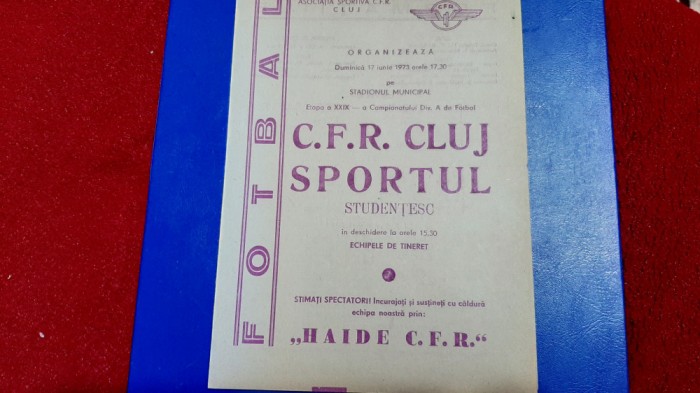 ASOCIAȚIA SPORTIVĂ C.F.R.
CLUJ
CFR
ORGANIZEAZĂ
Duminică 17 iunie 1973 orele 17,30
pe
STADIONUL MUNICIPAL
Etapa a XXIX — a Campionatului Div. A de Fotbal
C.F.R. CLUJ
SPORTUL
STUDENȚESC
în deschidere la orele 15,30
ECHIPELE DE TINERET
STIMAȚI SPECTATORI! Încurajați și susțineți cu căldură
echipa noastră prin:
„HAIDE C.F.R.“
FOTBAL